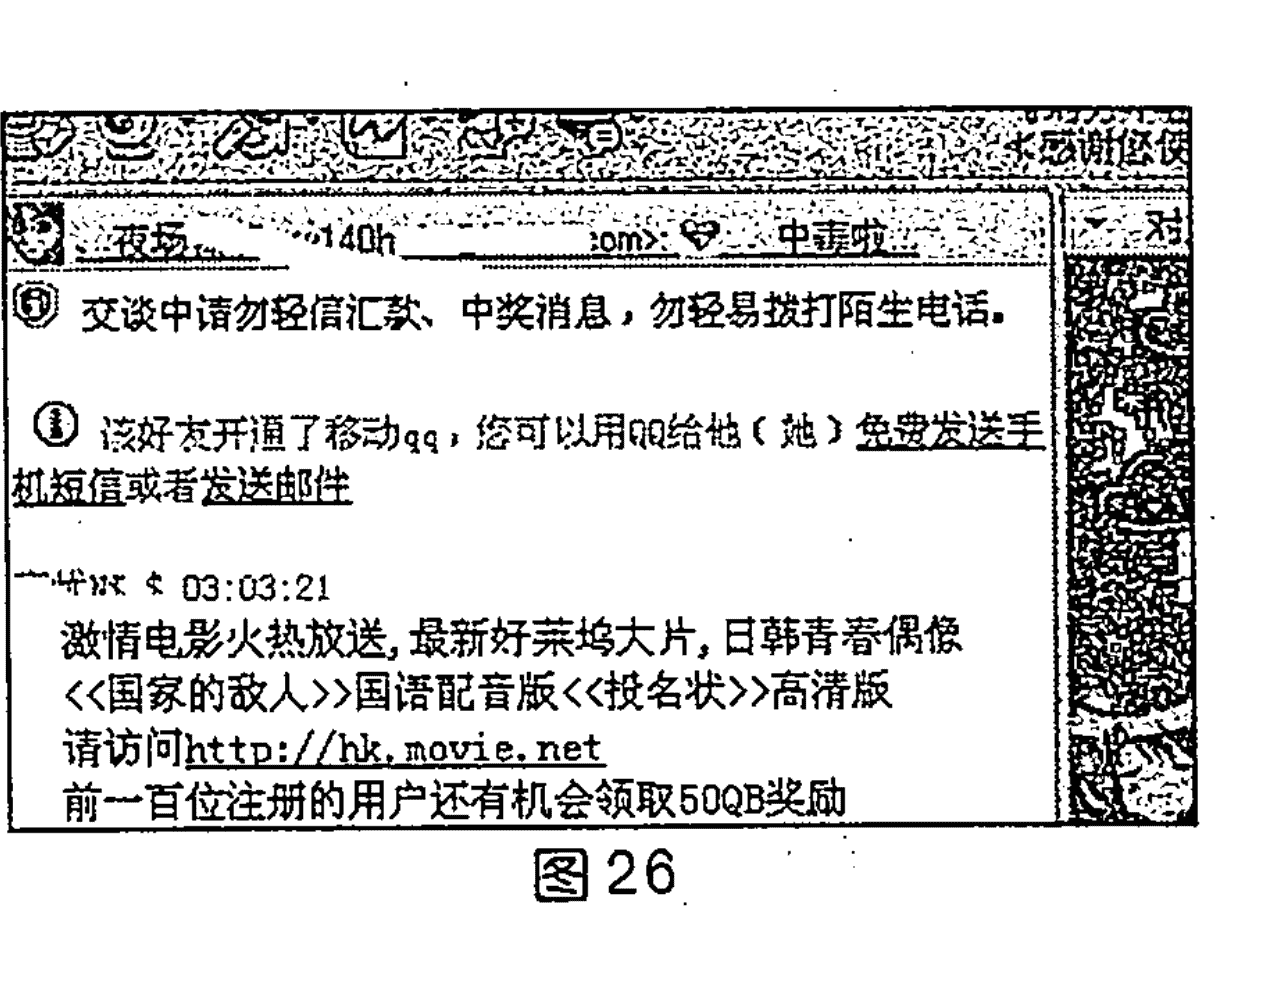 感谢您使
夜场 140h om>: 中毒啦
对
交谈中请勿轻信汇款、中奖消息，勿轻易拨打陌生电话。
该好友开通了移动qq，您可以用QQ给他（她）免费发送手
机短信或者发送邮件
03:03:21
激情电影火热放送,最新好莱坞大片,日韩青春偶像
<<国家的敌人>>国语配音版<<投名状>>高清版
请访问http://hk.movie.net
前一百位注册的用户还有机会领取50QB奖励
图26